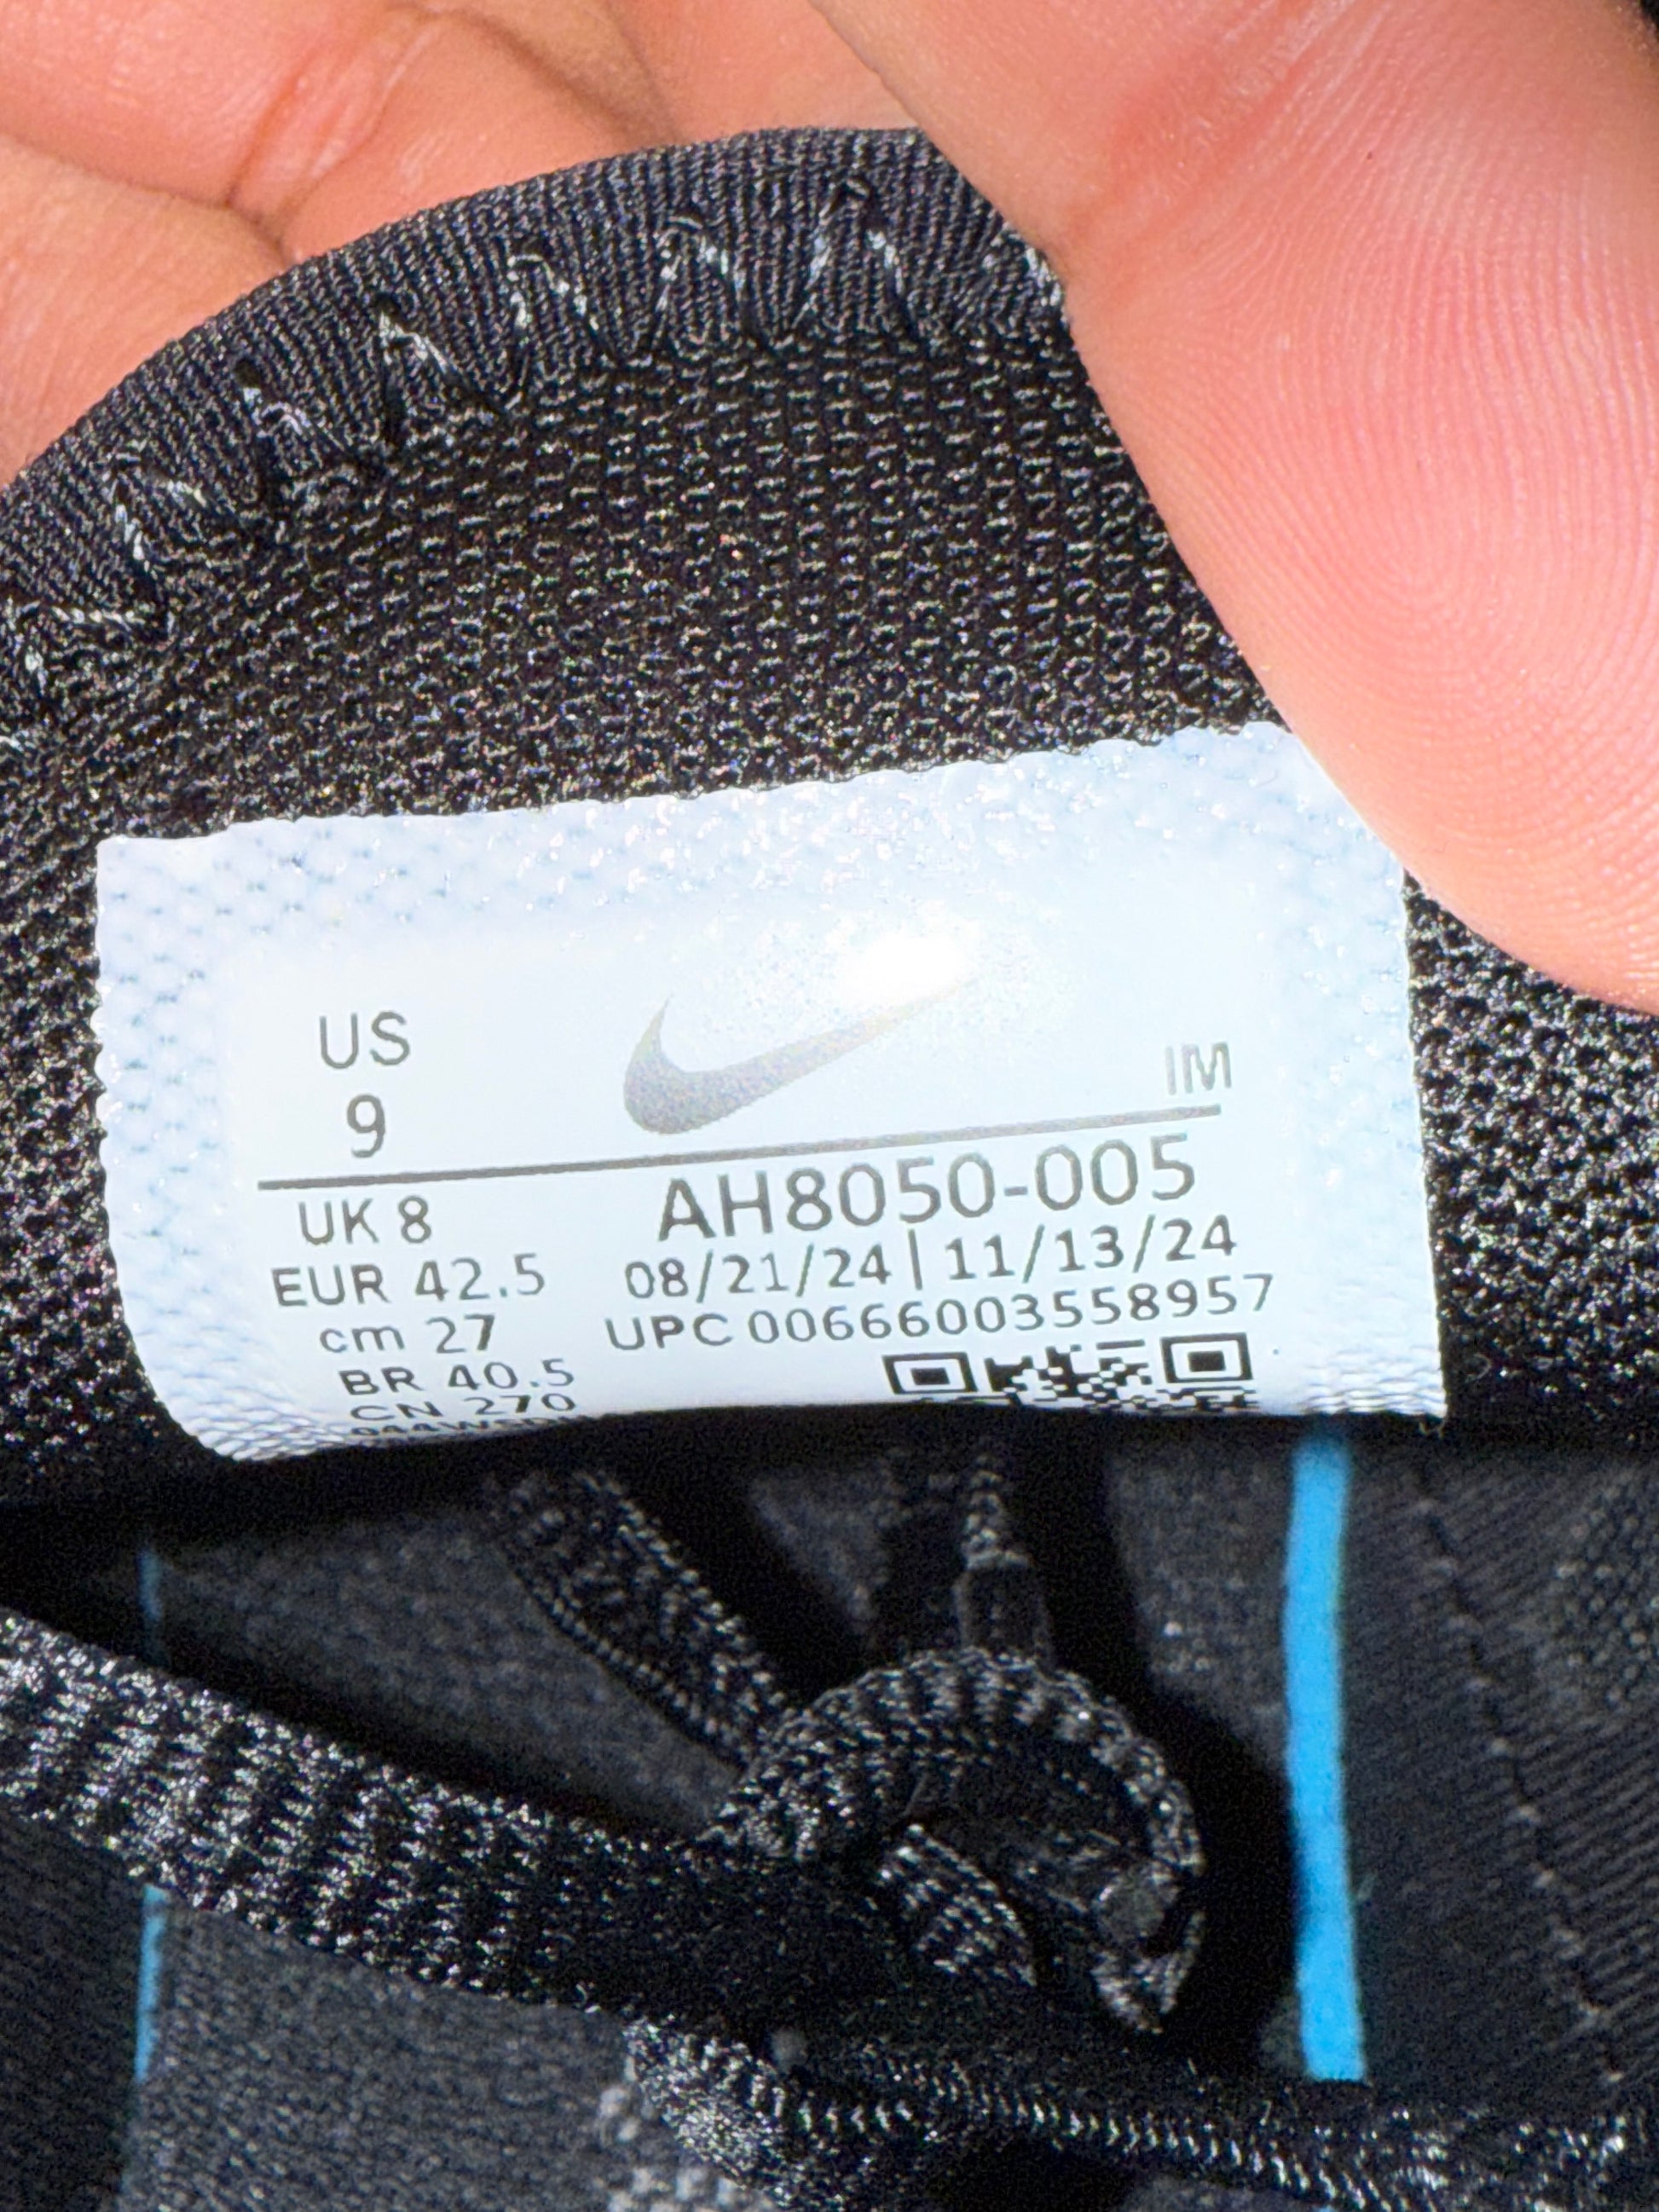 US
9
IM
UK 8
EUR 42.5
cm 27
BR 40.5
CN 270
AH8050-005
08/21/24 | 11/13/24
UPC 00666003558957